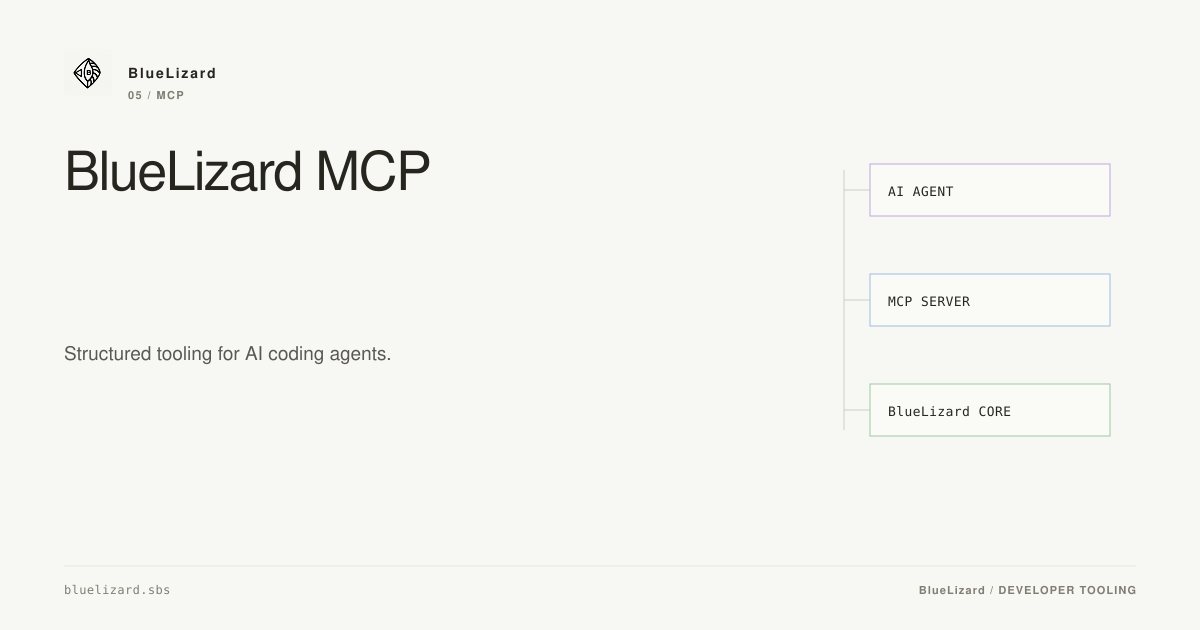 BlueLizard
05 / MCP
BlueLizard MCP
Structured tooling for AI coding agents.
AI AGENT
MCP SERVER
BlueLizard CORE
bluelizard.sbs
BlueLizard / DEVELOPER TOOLING